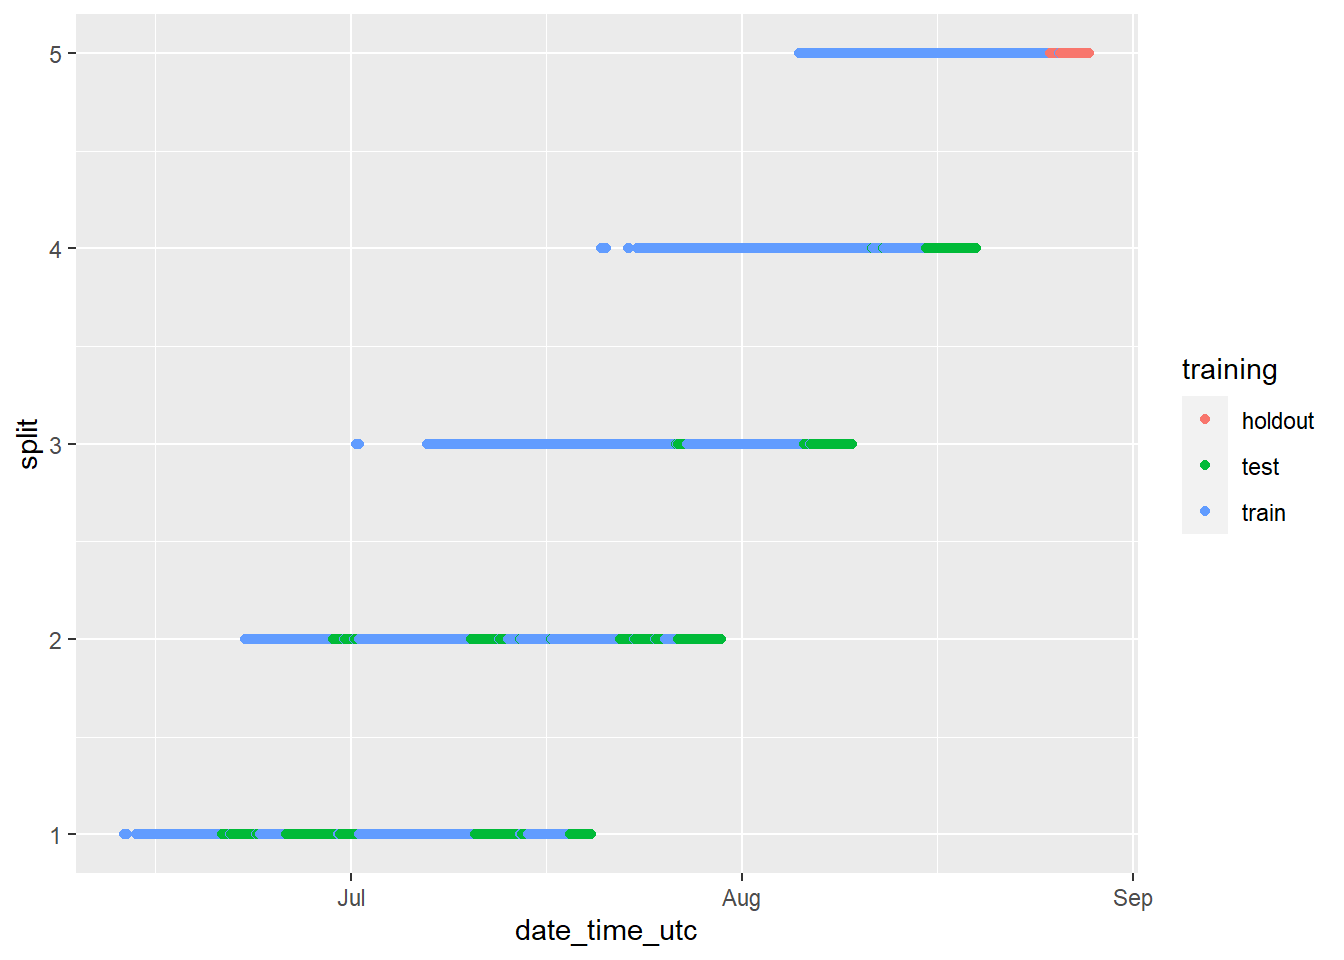 5
4
3
2
1
split
Jul
Aug
Sep
date_time_utc
training
holdout
test
train